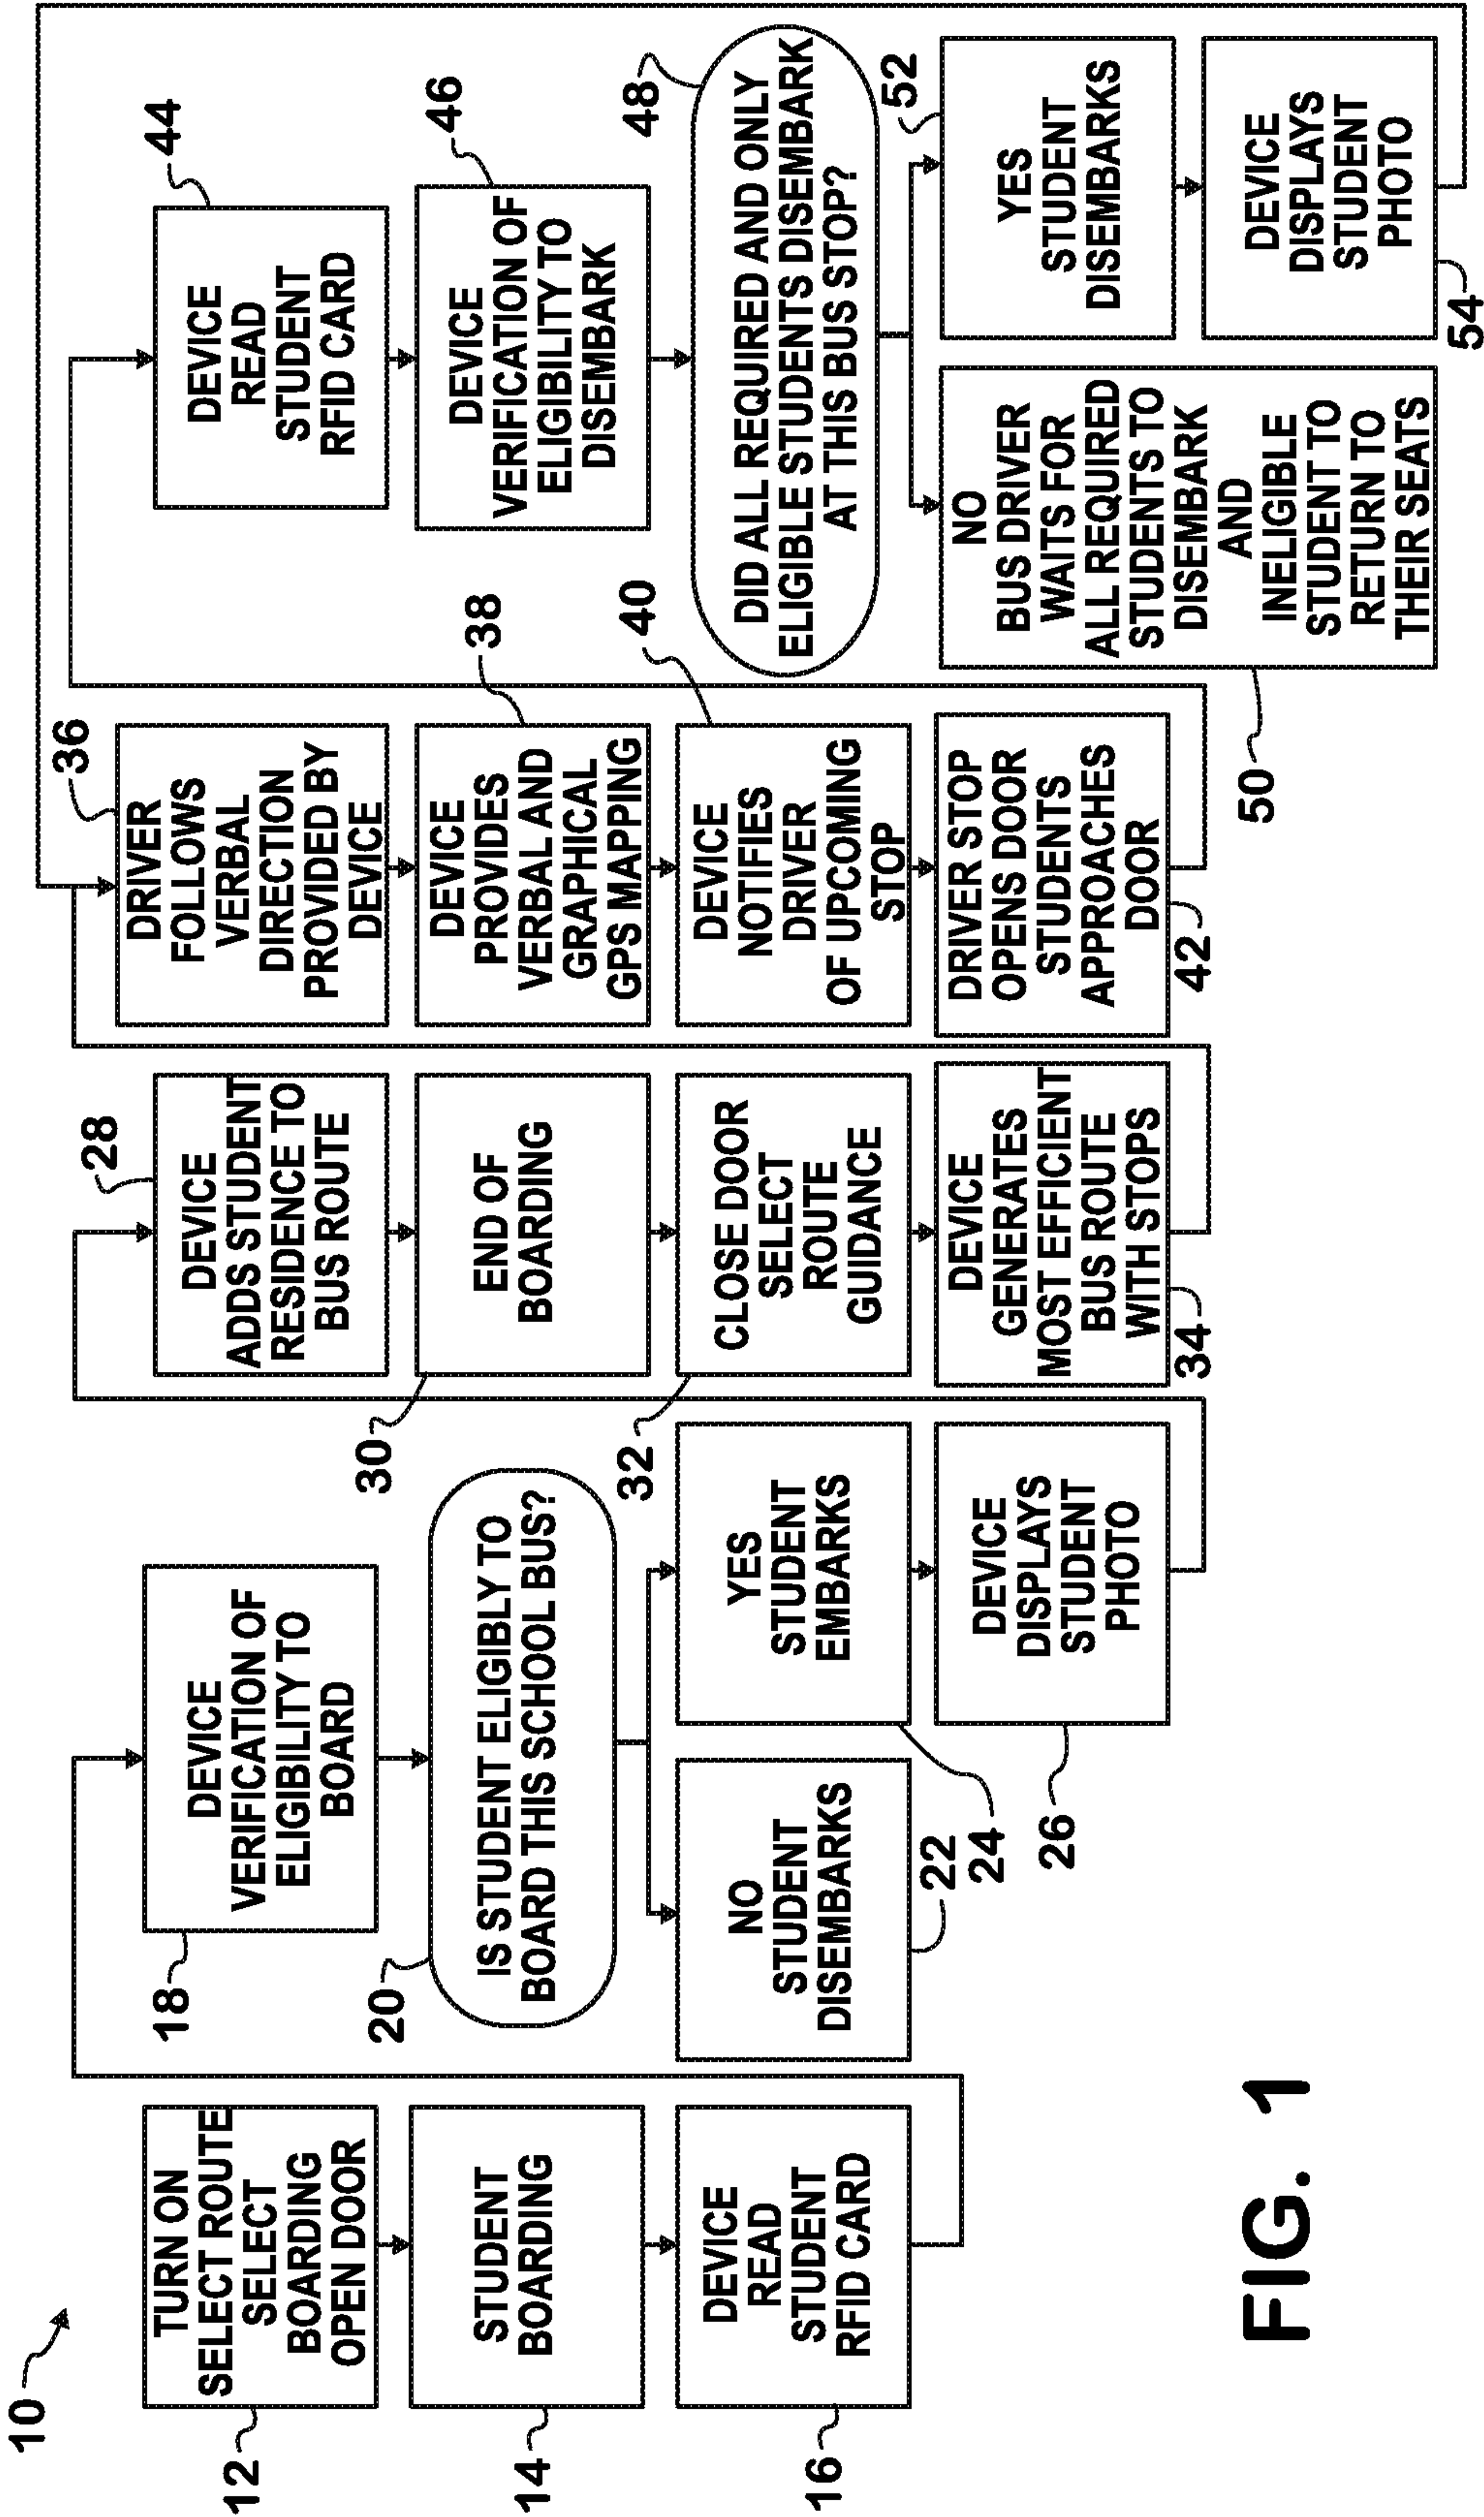 10
12
TURN ON
SELECT ROUTE
SELECT
BOARDING
OPEN DOOR
14
STUDENT
BOARDING
16
DEVICE
READ
STUDENT
RFID CARD
18
DEVICE
VERIFICATION OF
ELIGIBILITY TO
BOARD
20
IS STUDENT ELIGIBLY TO
BOARD THIS SCHOOL BUS?
NO
STUDENT
DISEMBARKS
22
YES
STUDENT
EMBARKS
24
DEVICE
DISPLAYS
STUDENT
PHOTO
26
28
DEVICE
ADDS STUDENT
RESIDENCE TO
BUS ROUTE
30
END OF
BOARDING
32
CLOSE DOOR
SELECT
ROUTE
GUIDANCE
DEVICE
GENERATES
MOST EFFICIENT
BUS ROUTE
WITH STOPS
34
36
DRIVER
FOLLOWS
VERBAL
DIRECTION
PROVIDED BY
DEVICE
38
DEVICE
PROVIDES
VERBAL AND
GRAPHICAL
GPS MAPPING
40
DEVICE
NOTIFIES
DRIVER
OF UPCOMING
STOP
DRIVER STOP
OPENS DOOR
STUDENTS
APPROACHES
DOOR
42
44
DEVICE
READ
STUDENT
RFID CARD
46
DEVICE
VERIFICATION OF
ELIGIBILITY TO
DISEMBARK
48
DID ALL REQUIRED AND ONLY
ELIGIBLE STUDENTS DISEMBARK
AT THIS BUS STOP?
NO
BUS DRIVER
WAITS FOR
ALL REQUIRED
STUDENTS TO
DISEMBARK
AND
INELIGIBLE
STUDENT TO
RETURN TO
THEIR SEATS
50
52
YES
STUDENT
DISEMBARKS
DEVICE
DISPLAYS
STUDENT
PHOTO
54
FIG. 1